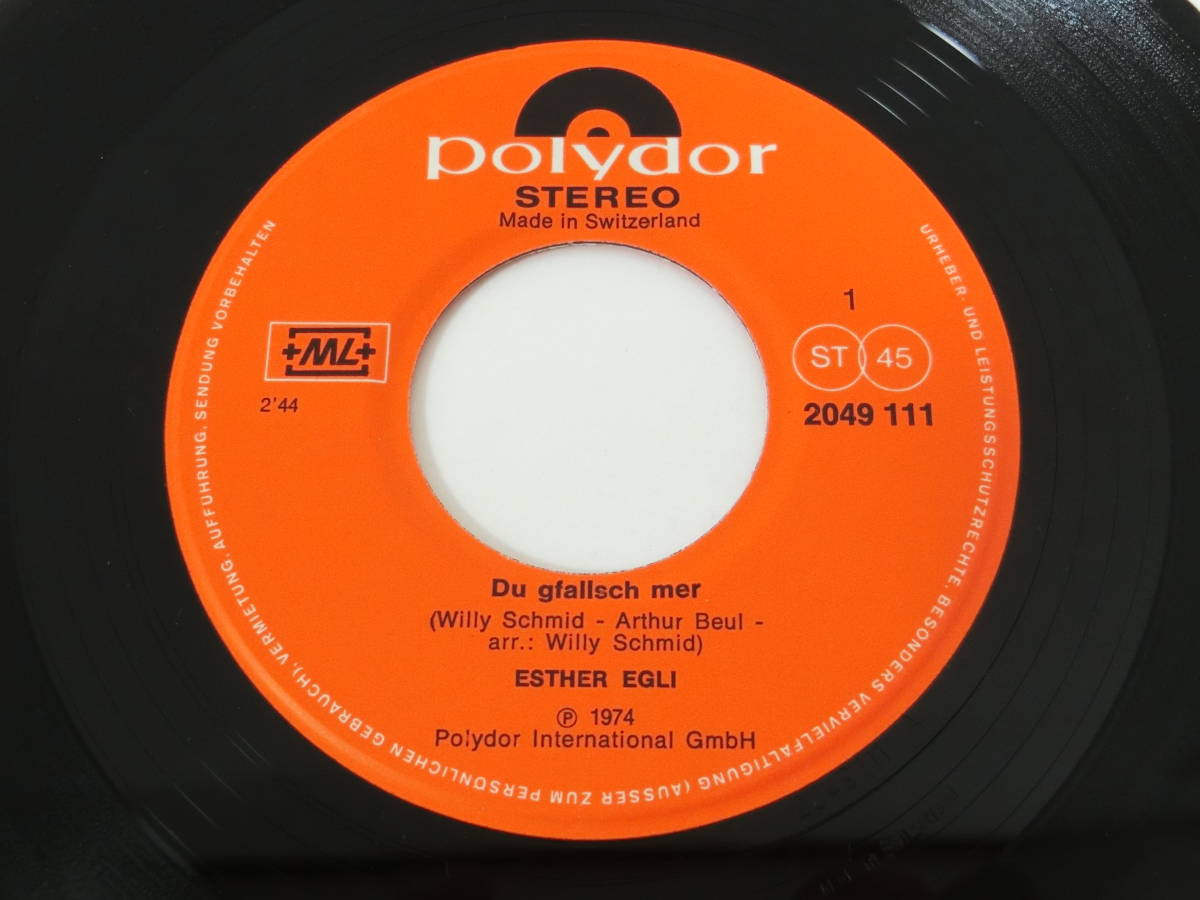 polydor
STEREO
Made in Switzerland
+ML+
2'44
1
ST 45
2049 111
Du gfallsch mer
(Willy Schmid - Arthur Beul -
arr.: Willy Schmid)
ESTHER EGLI
℗ 1974
Polydor International GmbH
URHEBER- UND LEISTUNGSSCHUTZRECHTE, BESONDERS VERVIELFÄLTIGUNG (AUSSER ZUM PERSÖNLICHEN GEBRAUCH), VERMIETUNG, AUFFÜHRUNG, SENDUNG VORBEHALTEN